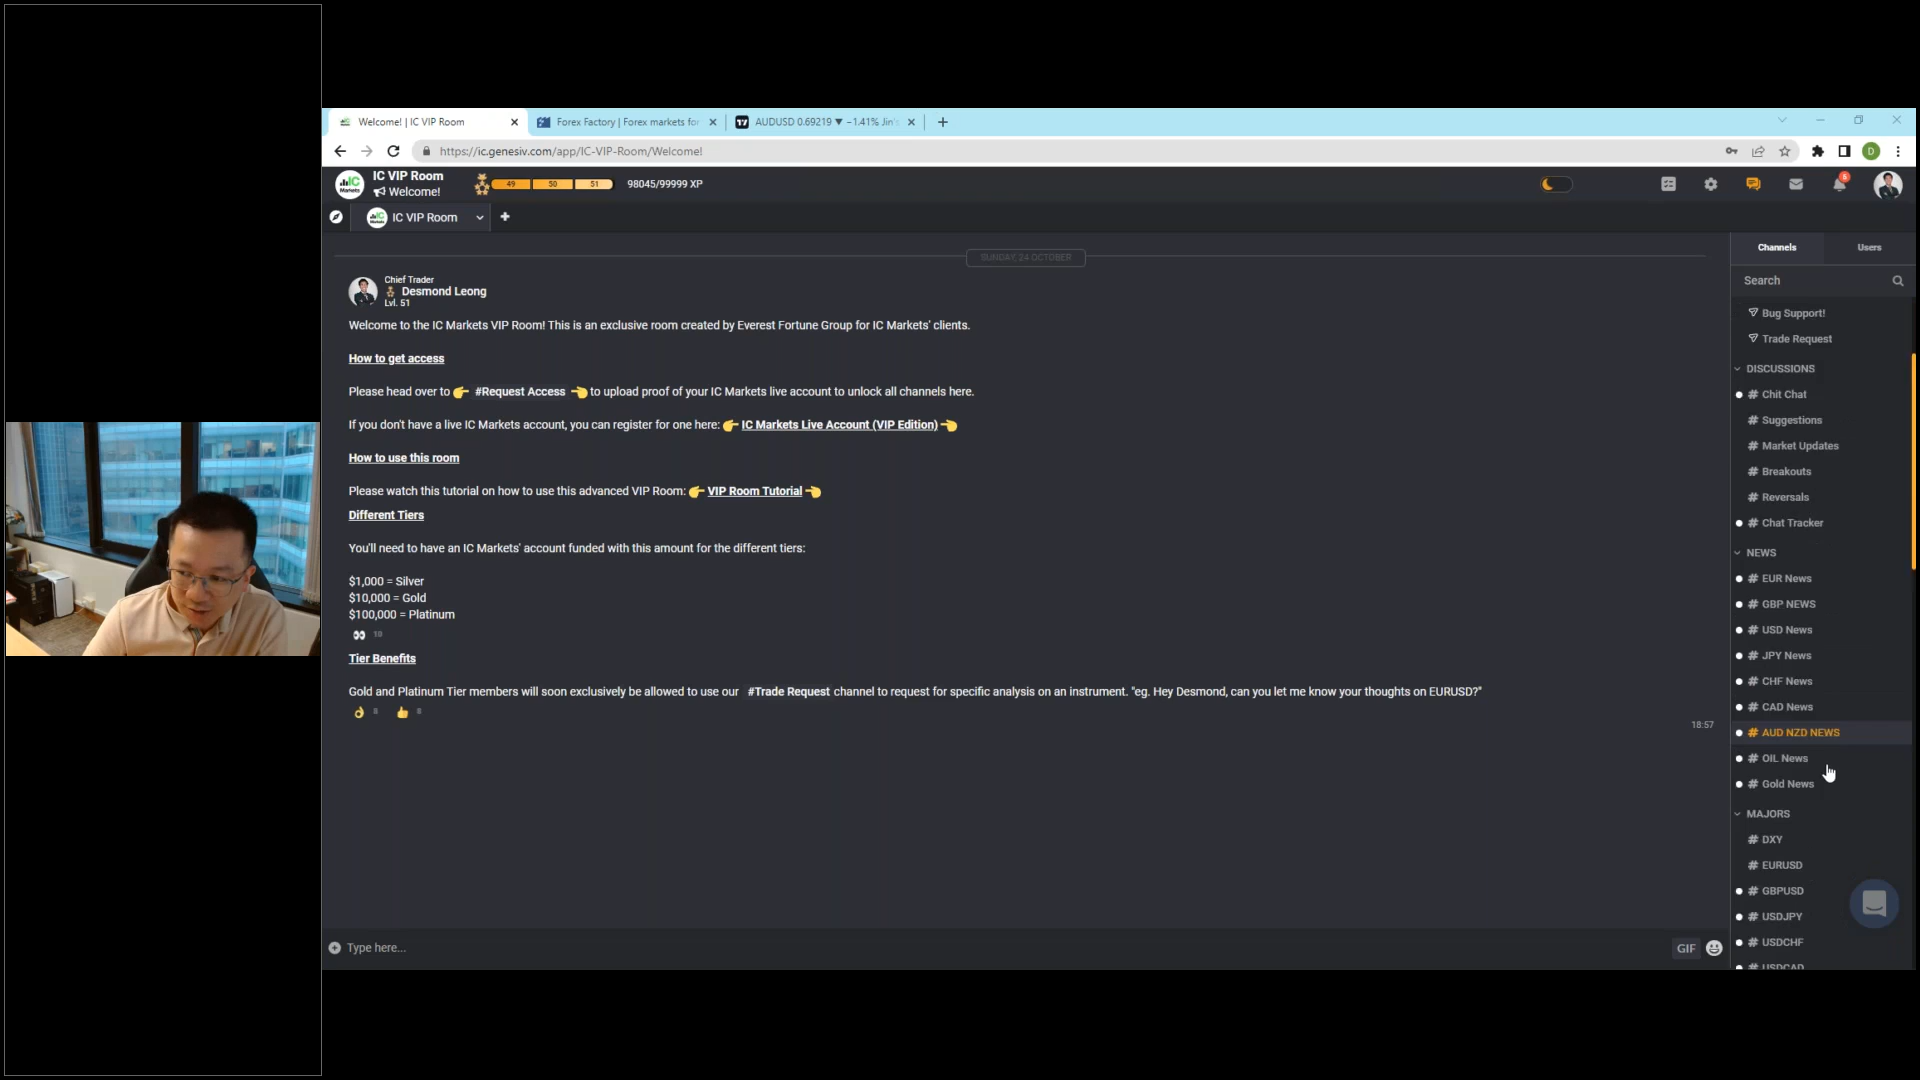 Welcome! | IC VIP Room
Forex Factory | Forex markets for
AUDUSD 0.69219 ▼ −1.41% Jin's
https://ic.genesiv.com/app/IC-VIP-Room/Welcome!
D
IC Markets
IC VIP Room
Welcome!
49 50 51
98045/99999 XP
5
IC VIP Room
SUNDAY, 24 OCTOBER
Chief Trader
Desmond Leong
Lvl. 51
Welcome to the IC Markets VIP Room! This is an exclusive room created by Everest Fortune Group for IC Markets' clients.
How to get access
Please head over to 👉 #Request Access 👈 to upload proof of your IC Markets live account to unlock all channels here.
If you don't have a live IC Markets account, you can register for one here: 👉 IC Markets Live Account (VIP Edition) 👈
How to use this room
Please watch this tutorial on how to use this advanced VIP Room: 👉 VIP Room Tutorial 👈
Different Tiers
You'll need to have an IC Markets' account funded with this amount for the different tiers:
$1,000 = Silver
$10,000 = Gold
$100,000 = Platinum
Tier Benefits
Gold and Platinum Tier members will soon exclusively be allowed to use our #Trade Request channel to request for specific analysis on an instrument. "eg. Hey Desmond, can you let me know your thoughts on EURUSD?"
18:57
Type here...
GIF
Channels
Users
Search
Bug Support!
Trade Request
DISCUSSIONS
# Chit Chat
# Suggestions
# Market Updates
# Breakouts
# Reversals
# Chat Tracker
NEWS
# EUR News
# GBP NEWS
# USD News
# JPY News
# CHF News
# CAD News
# AUD NZD NEWS
# OIL News
# Gold News
MAJORS
# DXY
# EURUSD
# GBPUSD
# USDJPY
# USDCHF
# USDCAD